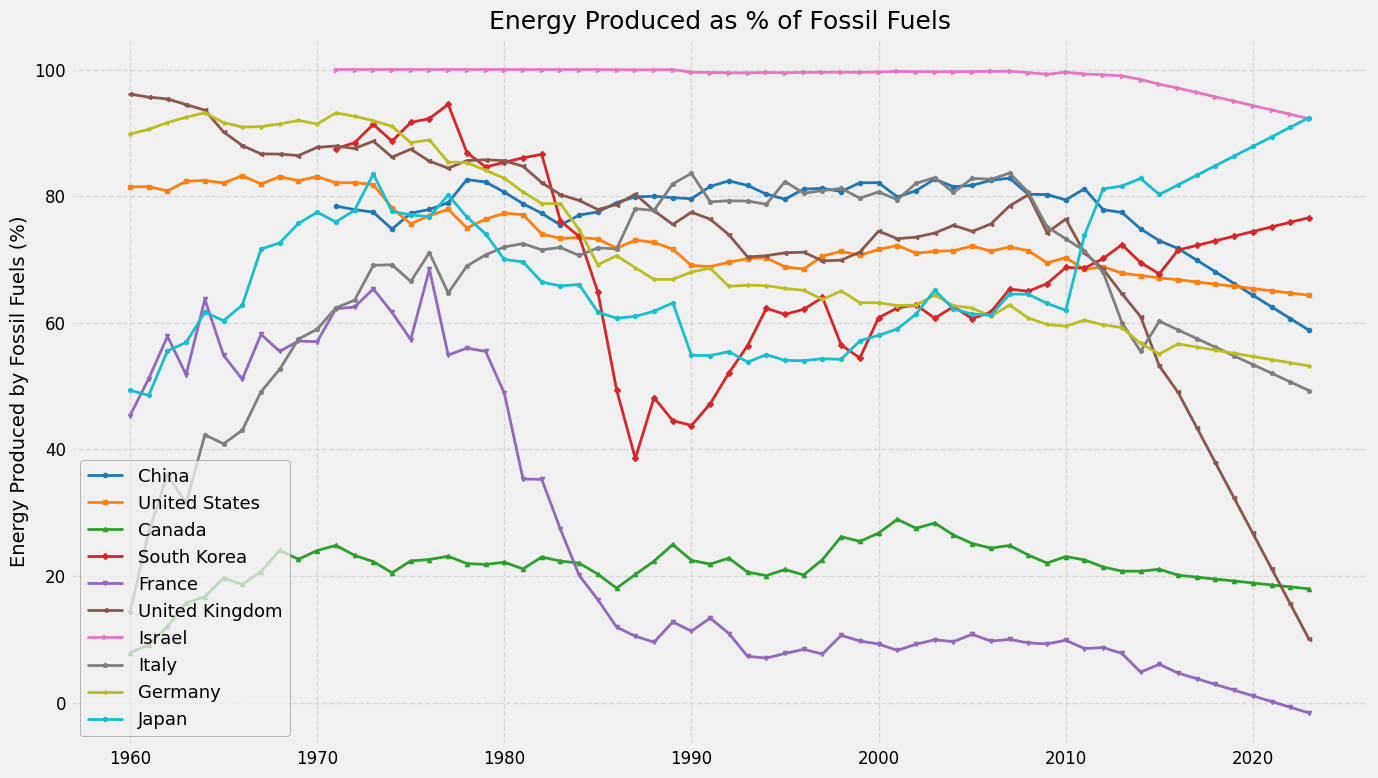 Energy Produced as % of Fossil Fuels
Energy Produced by Fossil Fuels (%)
100
80
60
40
20
0
China
United States
Canada
South Korea
France
United Kingdom
Israel
Italy
Germany
Japan
1960 1970 1980 1990 2000 2010 2020